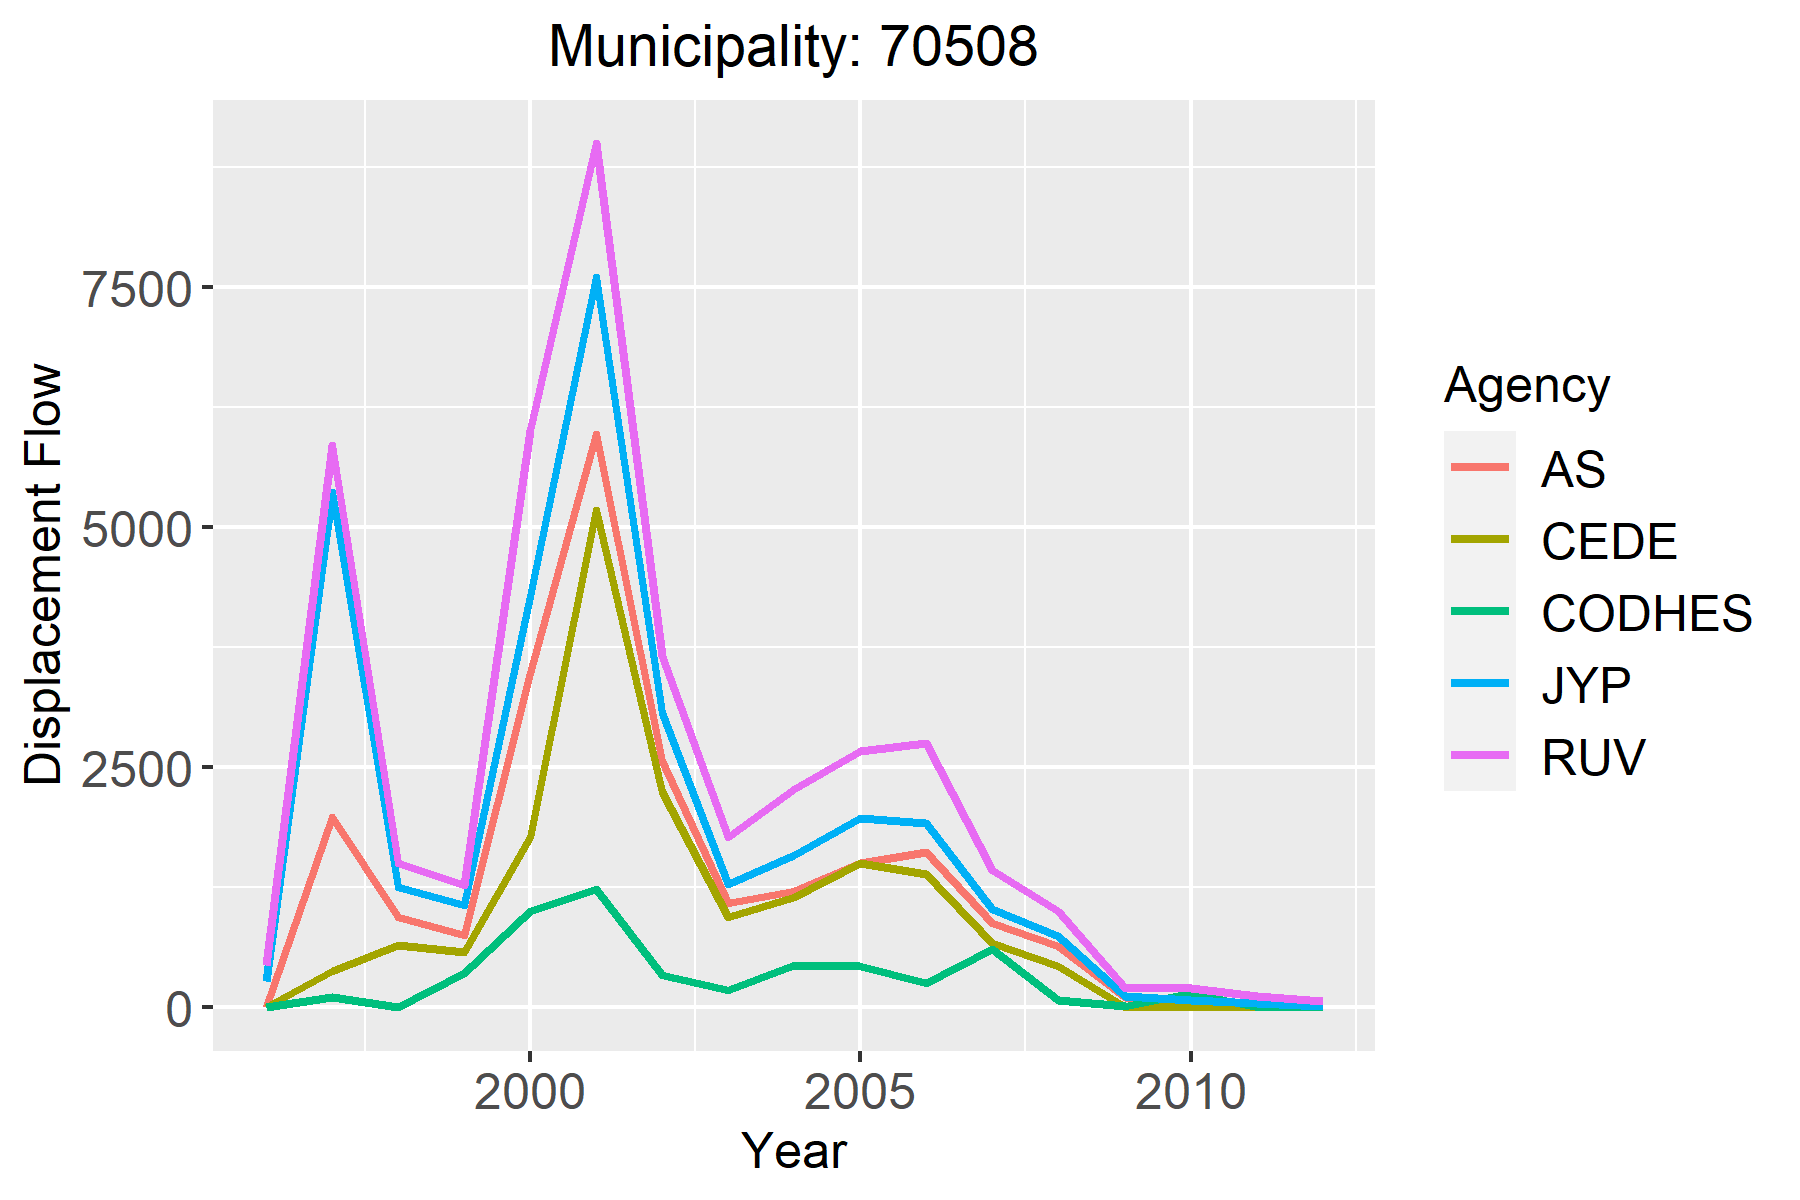 Municipality: 70508
Displacement Flow
7500
5000
2500
0
2000 2005 2010
Year
Agency
AS
CEDE
CODHES
JYP
RUV